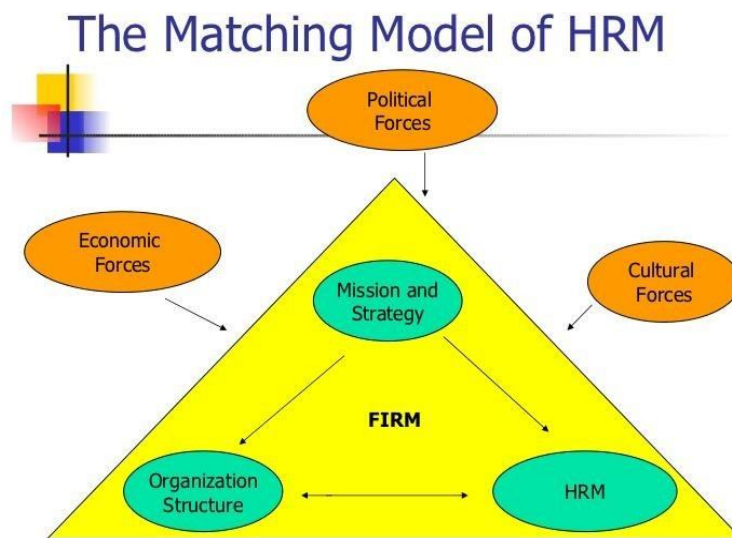 The Matching Model of HRM
Political
Forces
Economic
Forces
Cultural
Forces
Mission and
Strategy
FIRM
Organization
Structure
HRM